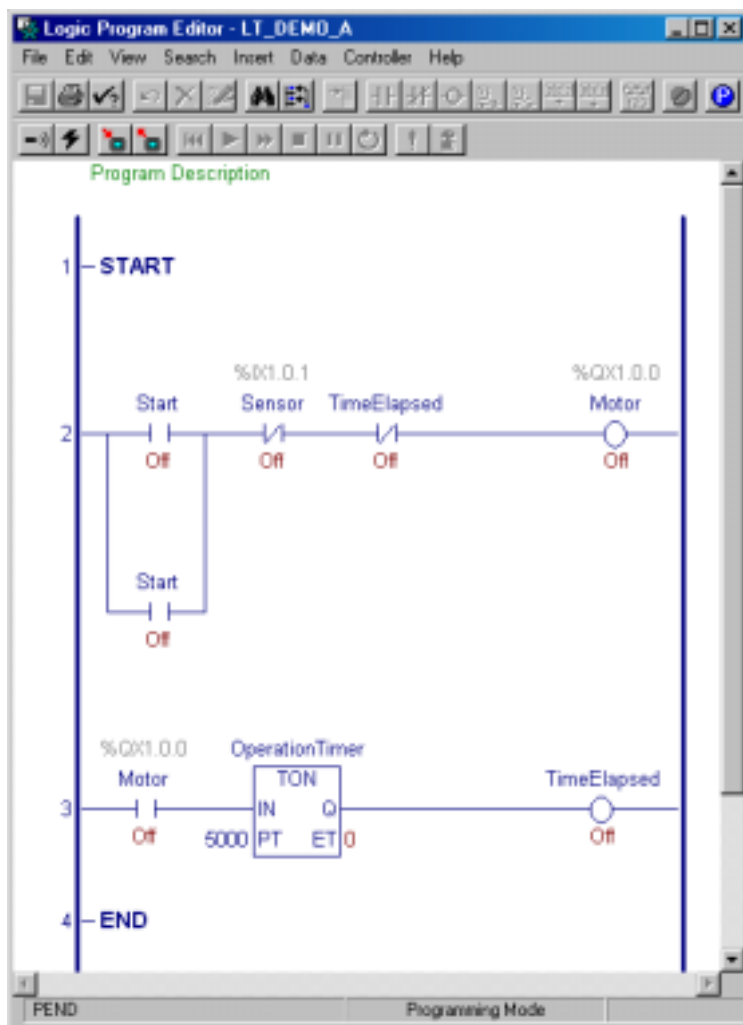 Logic Program Editor - LT_DEMO_A
File Edit View Search Insert Data Controller Help
Program Description
1 START
%IX1.0.1 %QX1.0.0
Start Sensor TimeElapsed Motor
2
Off Off Off Off
Start
Off
%QX1.0.0 OperationTimer
Motor TON TimeElapsed
3 IN Q
Off 5000 PT ET 0 Off
4 END
PEND Programming Mode